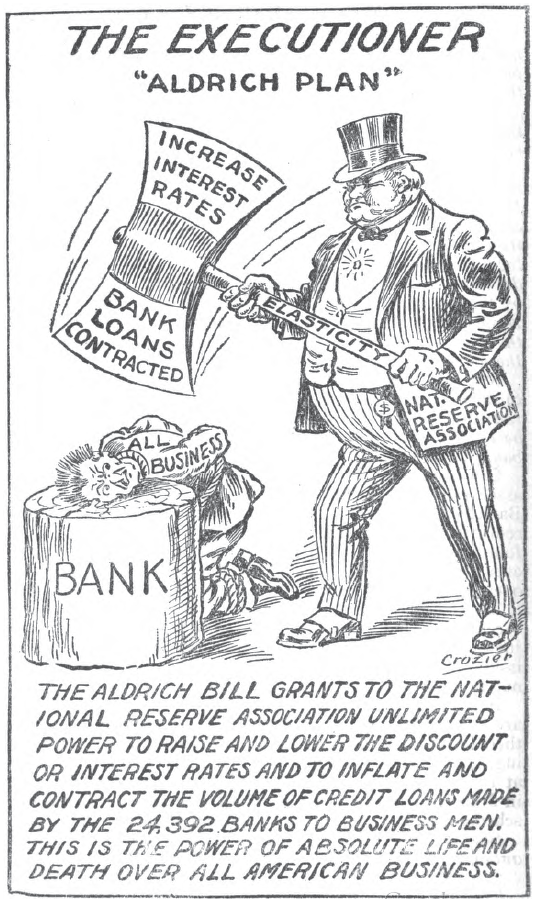 THE EXECUTIONER
"ALDRICH PLAN"
INCREASE
INTEREST
RATES
BANK
LOANS
CONTRACTED
ELASTICITY
NAT.
RESERVE
ASSOCIATION
ALL
BUSINESS
BANK
Crozier
THE ALDRICH BILL GRANTS TO THE NAT-
IONAL RESERVE ASSOCIATION UNLIMITED
POWER TO RAISE AND LOWER THE DISCOUNT
OR INTEREST RATES AND TO INFLATE AND
CONTRACT THE VOLUME OF CREDIT LOANS MADE
BY THE 24,392 BANKS TO BUSINESS MEN.
THIS IS THE POWER OF ABSOLUTE LIFE AND
DEATH OVER ALL AMERICAN BUSINESS.